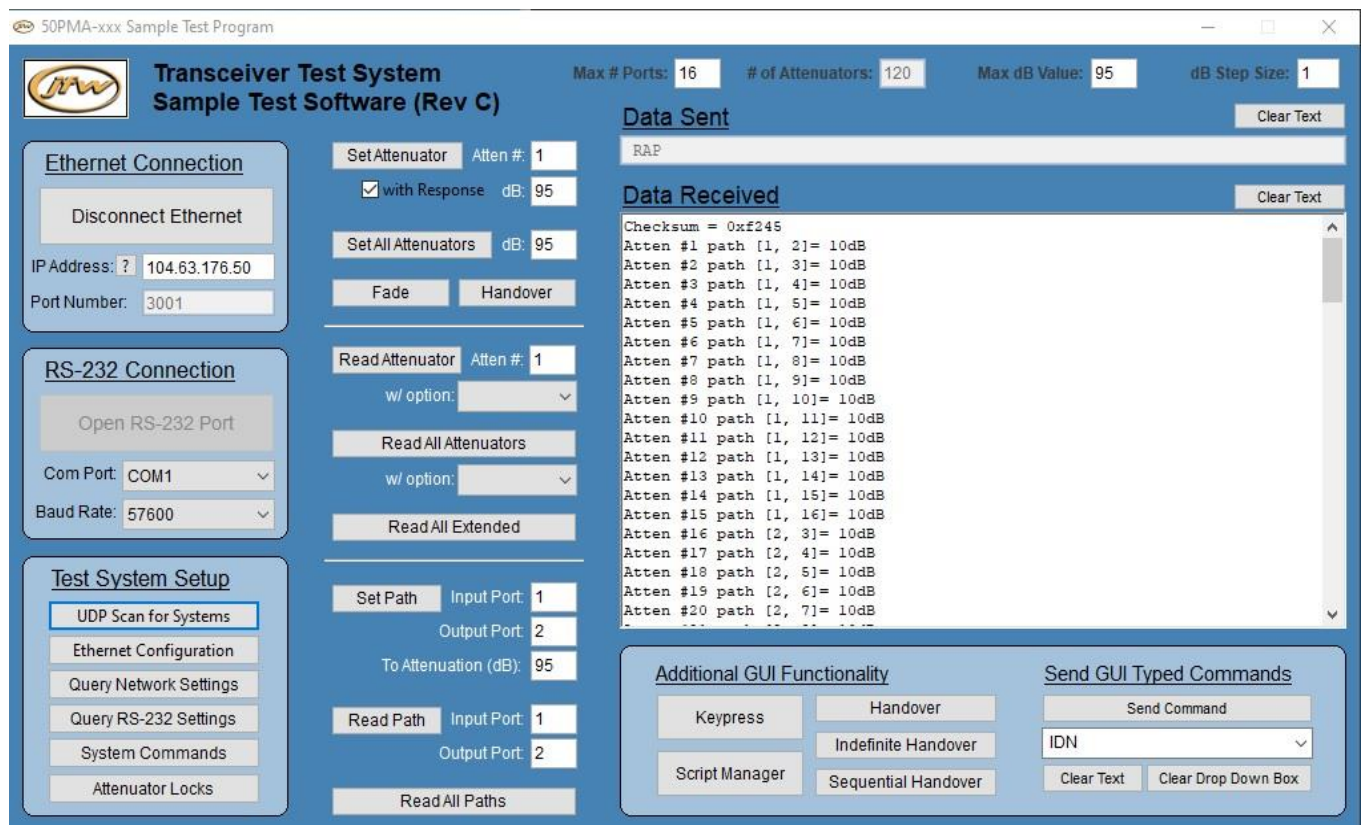 50PMA-xxx Sample Test Program
JFW
Transceiver Test System
Sample Test Software (Rev C)
Max # Ports: 16 # of Attenuators: 120 Max dB Value: 95 dB Step Size: 1
Ethernet Connection
Disconnect Ethernet
IP Address: ? 104.63.176.50
Port Number: 3001
RS-232 Connection
Open RS-232 Port
Com Port: COM1
Baud Rate: 57600
Test System Setup
UDP Scan for Systems
Ethernet Configuration
Query Network Settings
Query RS-232 Settings
System Commands
Attenuator Locks
Set Attenuator Atten #: 1
with Response dB: 95
Set All Attenuators dB: 95
Fade Handover
Read Attenuator Atten #: 1
w/ option:
Read All Attenuators
w/ option:
Read All Extended
Set Path Input Port: 1
Output Port: 2
To Attenuation (dB): 95
Read Path Input Port: 1
Output Port: 2
Read All Paths
Data Sent Clear Text
RAP
Data Received Clear Text
Checksum = 0xf245
Atten #1 path [1, 2]= 10dB
Atten #2 path [1, 3]= 10dB
Atten #3 path [1, 4]= 10dB
Atten #4 path [1, 5]= 10dB
Atten #5 path [1, 6]= 10dB
Atten #6 path [1, 7]= 10dB
Atten #7 path [1, 8]= 10dB
Atten #8 path [1, 9]= 10dB
Atten #9 path [1, 10]= 10dB
Atten #10 path [1, 11]= 10dB
Atten #11 path [1, 12]= 10dB
Atten #12 path [1, 13]= 10dB
Atten #13 path [1, 14]= 10dB
Atten #14 path [1, 15]= 10dB
Atten #15 path [1, 16]= 10dB
Atten #16 path [2, 3]= 10dB
Atten #17 path [2, 4]= 10dB
Atten #18 path [2, 5]= 10dB
Atten #19 path [2, 6]= 10dB
Atten #20 path [2, 7]= 10dB
Additional GUI Functionality
Keypress
Script Manager
Handover
Indefinite Handover
Sequential Handover
Send GUI Typed Commands
Send Command
IDN
Clear Text Clear Drop Down Box